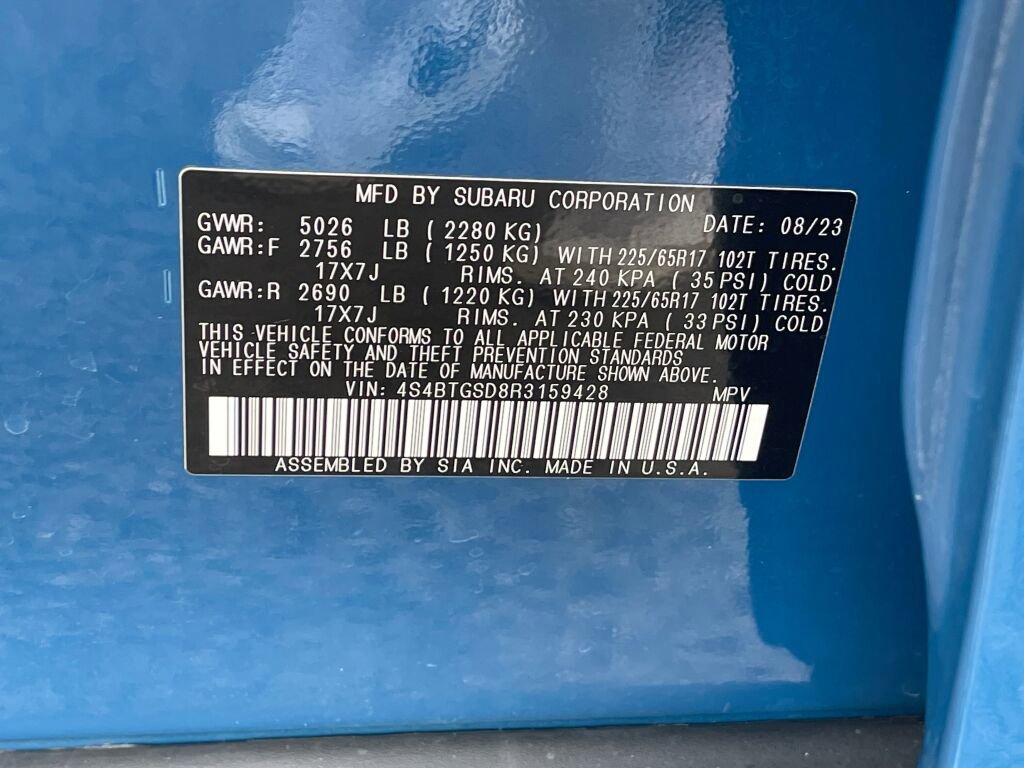 MFD BY SUBARU CORPORATION
GVWR: 5026 LB ( 2280 KG) DATE: 08/23
GAWR:F 2756 LB ( 1250 KG) WITH 225/65R17 102T TIRES.
17X7J RIMS. AT 240 KPA ( 35 PSI) COLD
GAWR:R 2690 LB ( 1220 KG) WITH 225/65R17 102T TIRES.
17X7J RIMS. AT 230 KPA ( 33 PSI) COLD
THIS VEHICLE CONFORMS TO ALL APPLICABLE FEDERAL MOTOR
VEHICLE SAFETY AND THEFT PREVENTION STANDARDS
IN EFFECT ON THE DATE OF MANUFACTURE SHOWN ABOVE.
VIN: 4S4BTGSD8R3159428 MPV
ASSEMBLED BY SIA INC. MADE IN U.S.A.